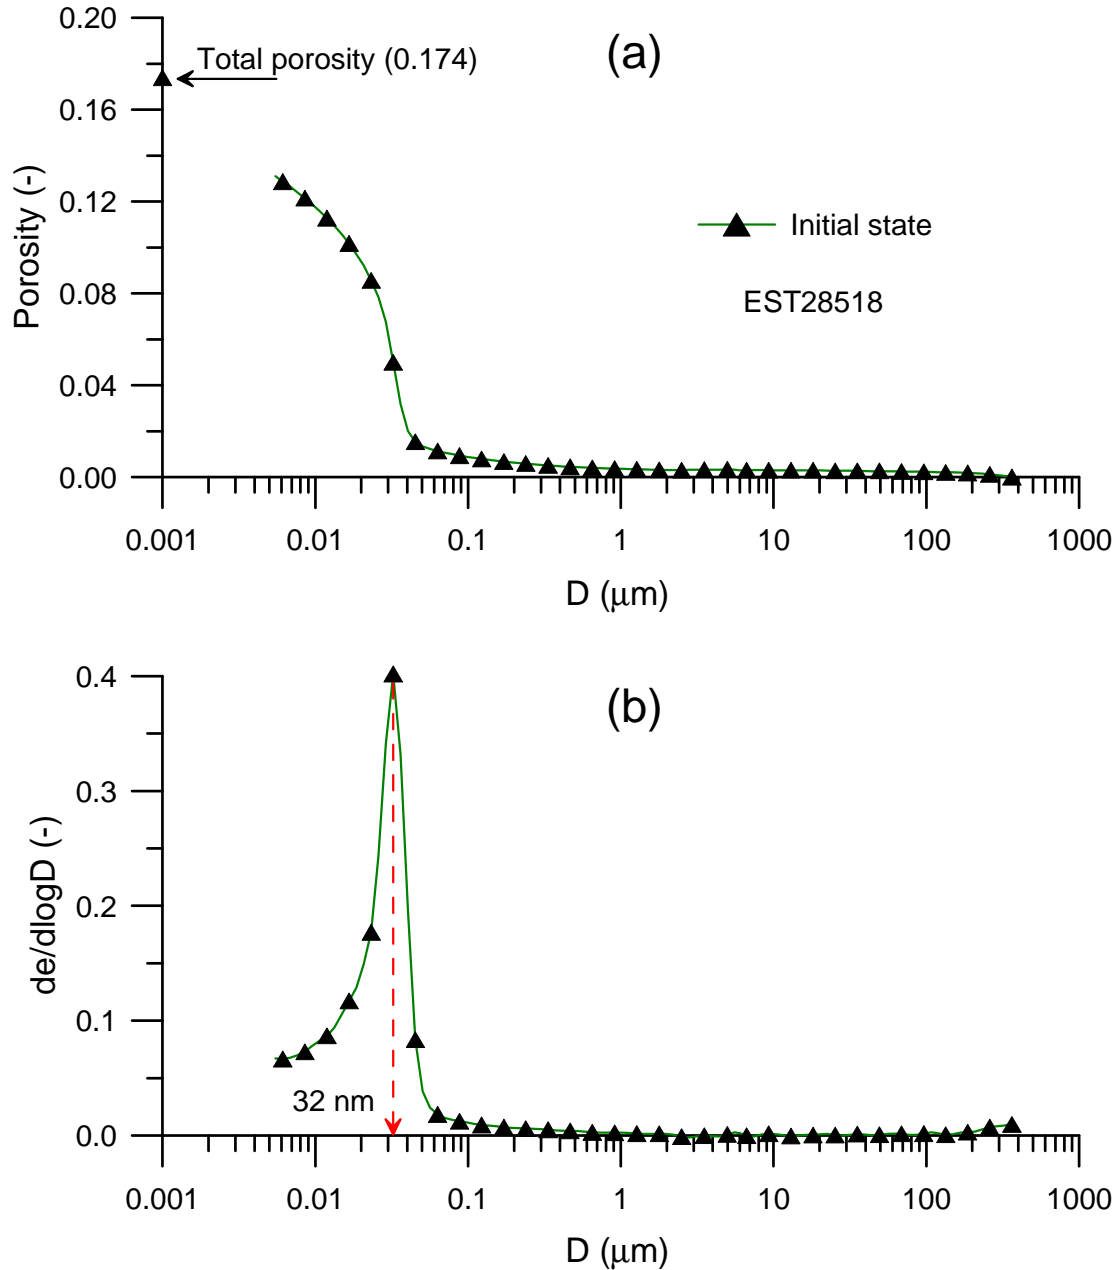 0.20
Total porosity (0.174)
(a)
0.16
0.12
Porosity (-)
Initial state
0.08
EST28518
0.04
0.00
0.001 0.01 0.1 1 10 100 1000
D (μm)
0.4
(b)
0.3
0.2
de/dlogD (-)
0.1
32 nm
0.0
0.001 0.01 0.1 1 10 100 1000
D (μm)